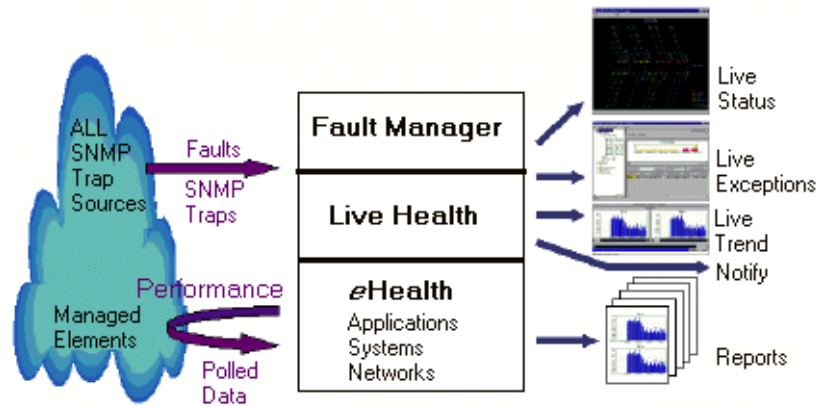 ALL
SNMP
Trap
Sources
Managed
Elements
Faults
SNMP
Traps
Performance
Polled
Data
Fault Manager
Live Health
eHealth
Applications
Systems
Networks
Live
Status
Live
Exceptions
Live
Trend
Notify
Reports